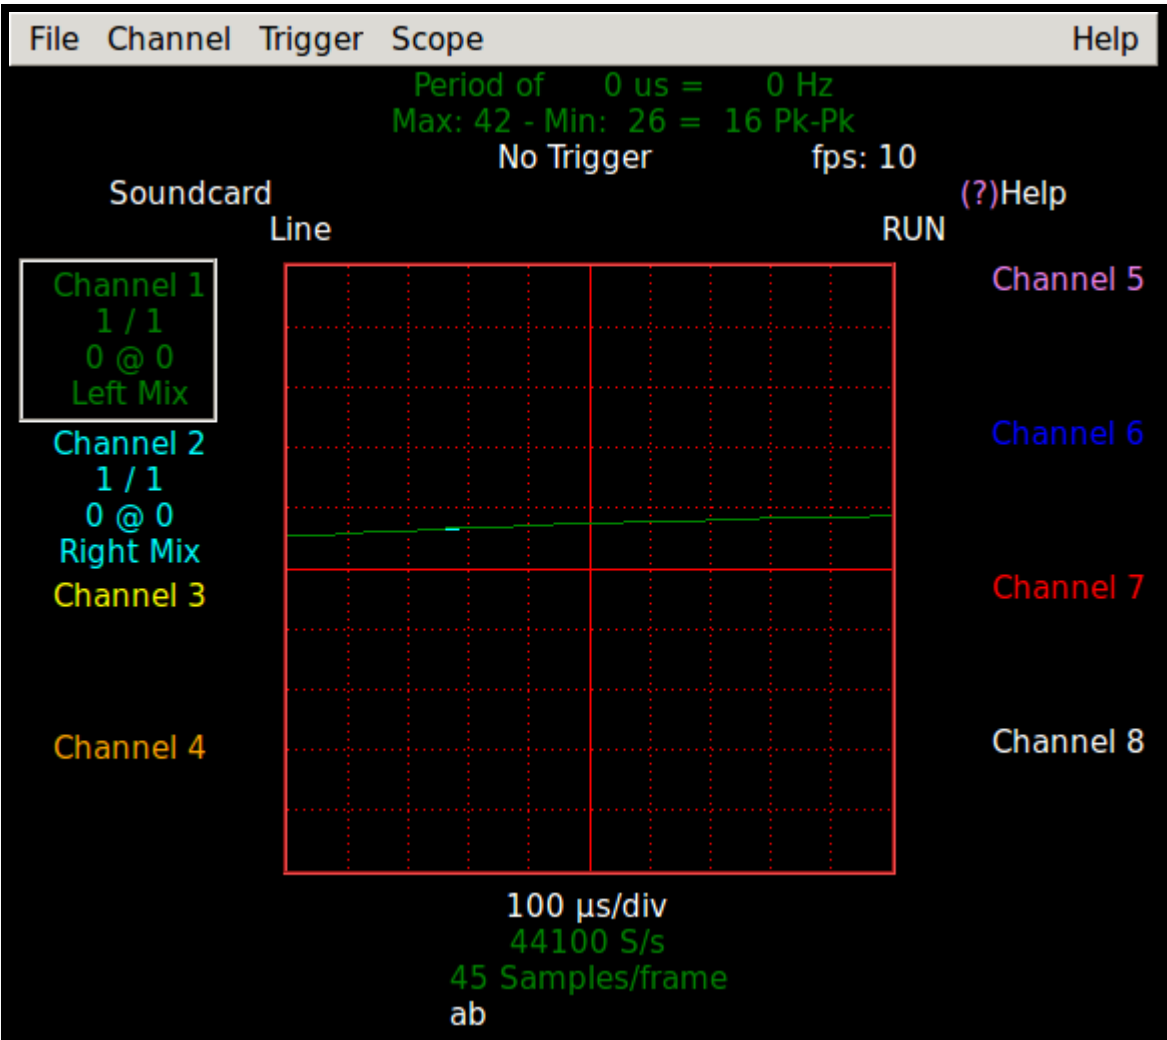 File Channel Trigger Scope Help
Period of 0 us = 0 Hz
Max: 42 - Min: 26 = 16 Pk-Pk
No Trigger fps: 10
Soundcard (?)Help
Line RUN
Channel 1
1 / 1
0 @ 0
Left Mix
Channel 2
1 / 1
0 @ 0
Right Mix
Channel 3
Channel 4
Channel 5
Channel 6
Channel 7
Channel 8
100 µs/div
44100 S/s
45 Samples/frame
ab